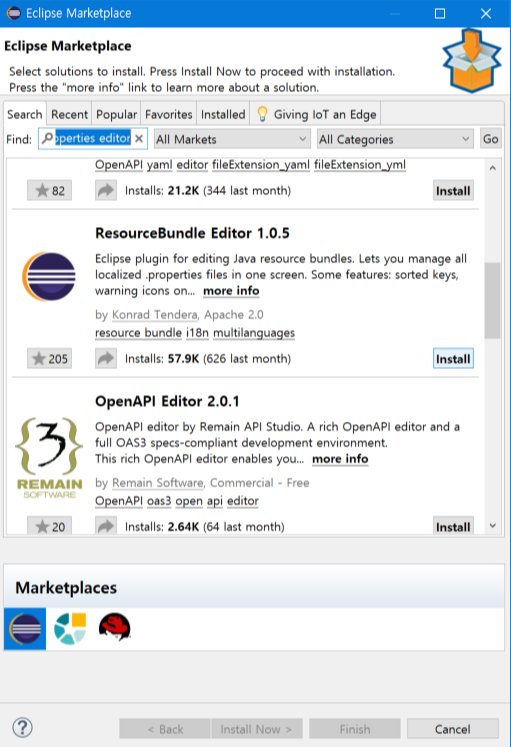 Eclipse Marketplace
Eclipse Marketplace
Select solutions to install. Press Install Now to proceed with installation.
Press the "more info" link to learn more about a solution.
Search Recent Popular Favorites Installed Giving IoT an Edge
Find: operties editor All Markets All Categories Go
OpenAPI yaml editor fileExtension_yaml fileExtension_yml
82 Installs: 21.2K (344 last month) Install
ResourceBundle Editor 1.0.5
Eclipse plugin for editing Java resource bundles. Lets you manage all
localized .properties files in one screen. Some features: sorted keys,
warning icons on... more info
by Konrad Tendera, Apache 2.0
resource bundle i18n multilanguages
205 Installs: 57.9K (626 last month) Install
OpenAPI Editor 2.0.1
OpenAPI editor by Remain API Studio. A rich OpenAPI editor and a
full OAS3 specs-compliant development environment.
This rich OpenAPI editor enables you... more info
{3}
REMAIN
SOFTWARE
by Remain Software, Commercial - Free
OpenAPI oas3 open api editor
20 Installs: 2.64K (64 last month) Install
Marketplaces
? < Back Install Now > Finish Cancel